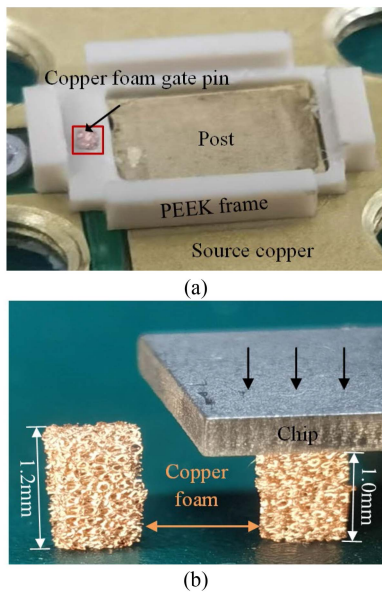 Copper foam gate pin
Post
PEEK frame
Source copper
(a)
Chip
1.2mm
Copper
foam
1.0mm
(b)